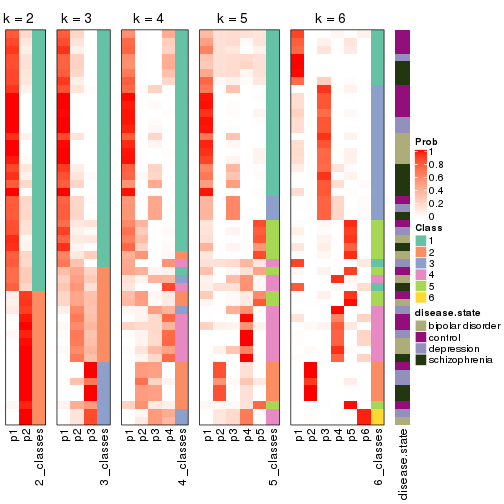 k = 2 k = 3 k = 4 k = 5 k = 6
Prob
1
0.8
0.6
0.4
0.2
0
Class
1
2
3
4
5
6
disease.state
bipolar disorder
control
depression
schizophrenia
p1 p2 2_classes p1 p2 p3 3_classes p1 p2 p3 p4 4_classes p1 p2 p3 p4 p5 5_classes p1 p2 p3 p4 p5 p6 6_classes disease.state